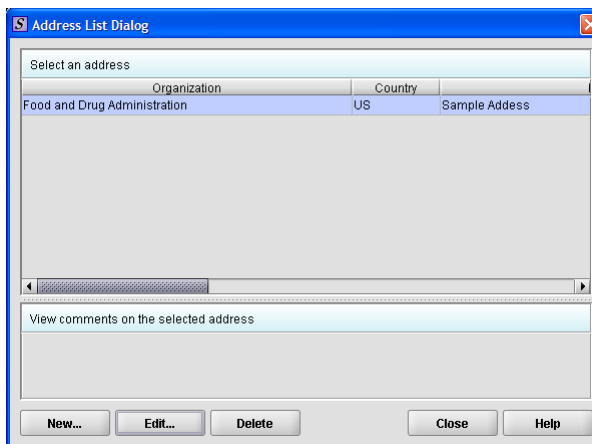 S Address List Dialog
Select an address
Organization Country
Food and Drug Administration US Sample Addess
View comments on the selected address
New... Edit... Delete Close Help